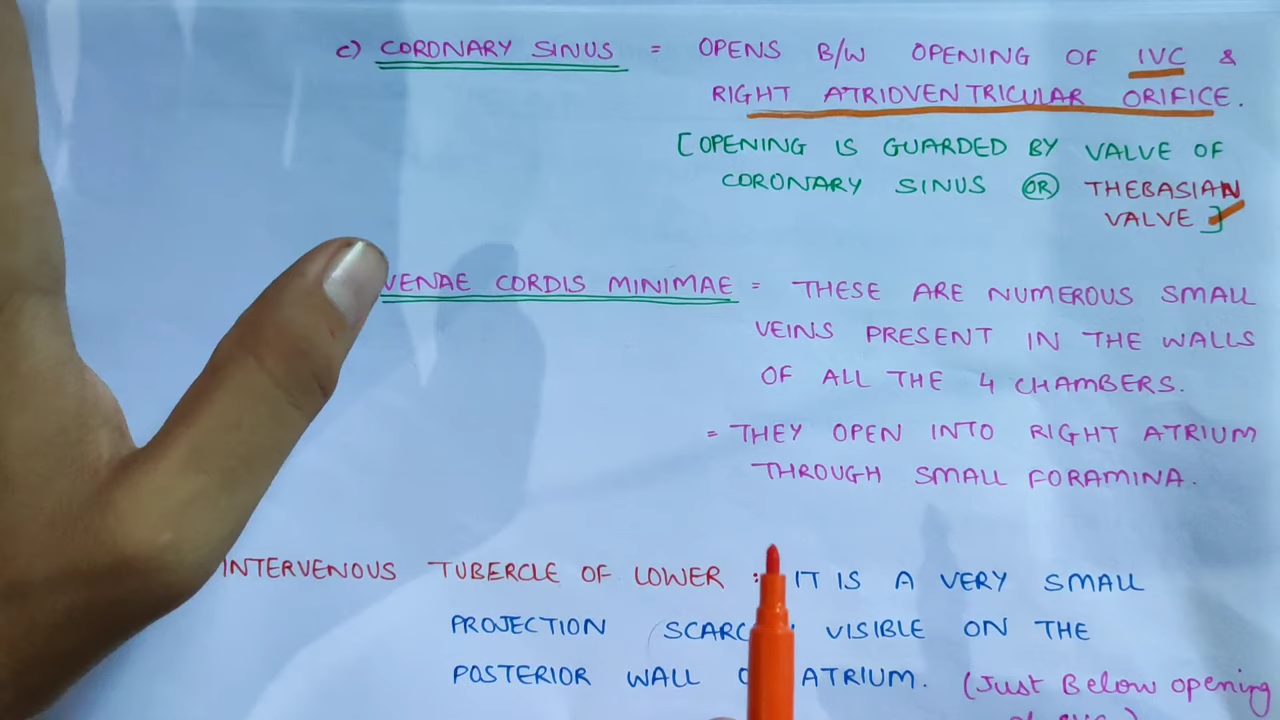 c) CORONARY SINUS = OPENS B/W OPENING OF IVC &
RIGHT ATRIOVENTRICULAR ORIFICE.
[OPENING IS GUARDED BY VALVE OF
CORONARY SINUS OR THEBASIAN
VALVE]
VENAE CORDIS MINIMAE = THESE ARE NUMEROUS SMALL
VEINS PRESENT IN THE WALLS
OF ALL THE 4 CHAMBERS.
= THEY OPEN INTO RIGHT ATRIUM
THROUGH SMALL FORAMINA.
INTERVENOUS TUBERCLE OF LOWER : IT IS A VERY SMALL
PROJECTION VISIBLE ON THE
POSTERIOR WALL ATRIUM. (Just Below opening